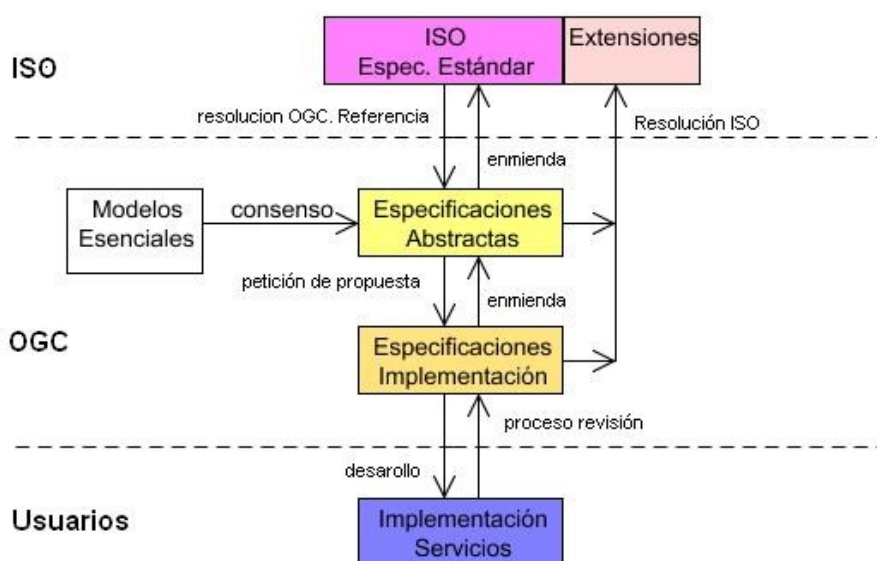 ISO
Espec. Estándar
Extensiones
ISO
resolucion OGC. Referencia
Resolución ISO
enmienda
Modelos
Esenciales
consenso
Especificaciones
Abstractas
petición de propuesta
enmienda
OGC
Especificaciones
Implementación
proceso revisión
desarollo
Usuarios
Implementación
Servicios